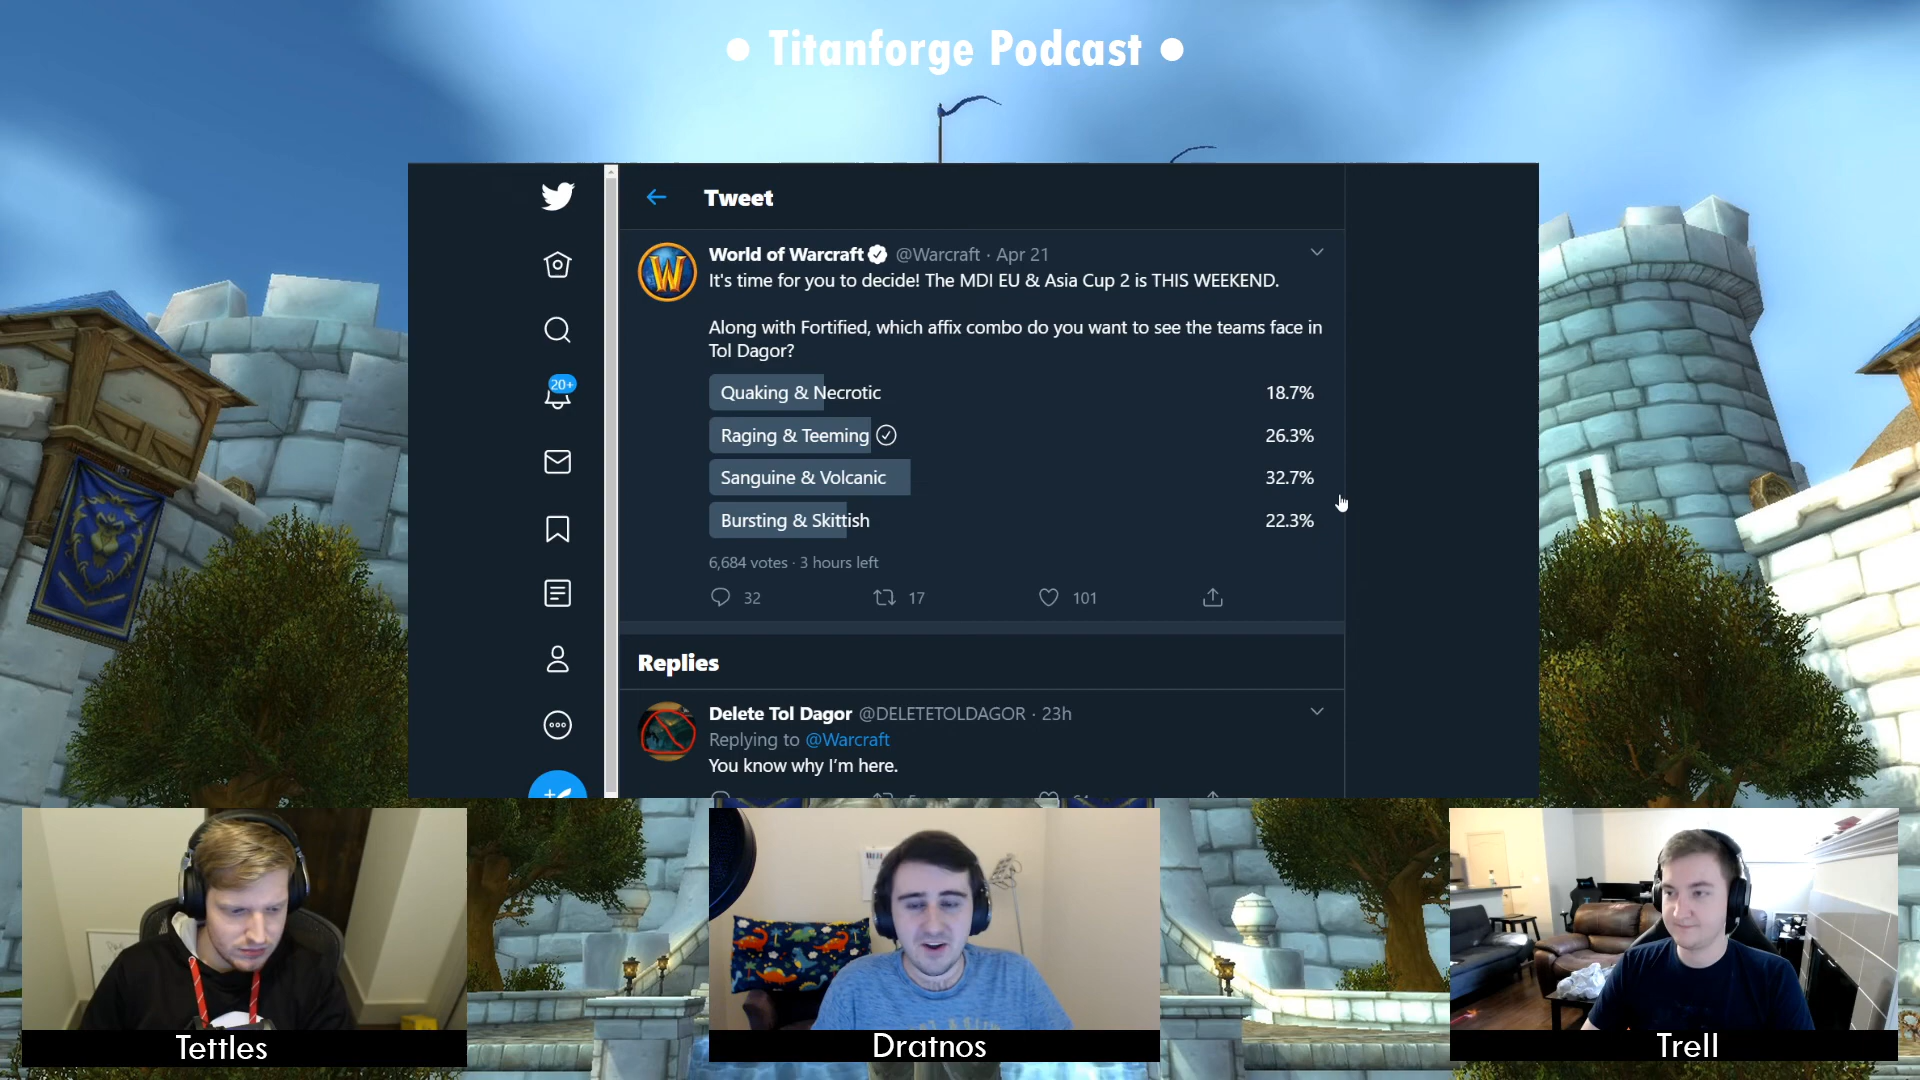 • Titanforge Podcast •
Tweet
World of Warcraft @Warcraft · Apr 21
It's time for you to decide! The MDI EU & Asia Cup 2 is THIS WEEKEND.
Along with Fortified, which affix combo do you want to see the teams face in
Tol Dagor?
Quaking & Necrotic 18.7%
Raging & Teeming 26.3%
Sanguine & Volcanic 32.7%
Bursting & Skittish 22.3%
6,684 votes · 3 hours left
32 17 101
20+
Replies
Delete Tol Dagor @DELETETOLDAGOR · 23h
Replying to @Warcraft
You know why I'm here.
Tettles
Dratnos
Trell